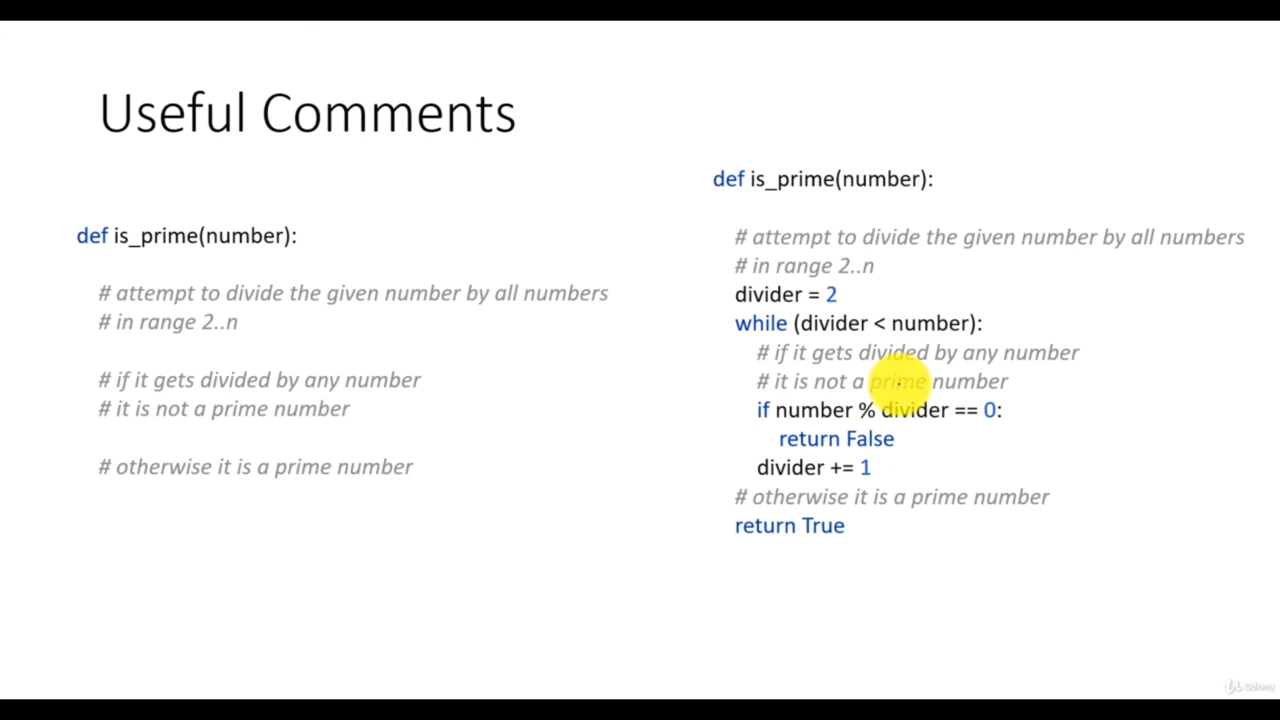 Useful Comments
def is_prime(number):
# attempt to divide the given number by all numbers
# in range 2..n
# if it gets divided by any number
# it is not a prime number
# otherwise it is a prime number
def is_prime(number):
# attempt to divide the given number by all numbers
# in range 2..n
divider = 2
while (divider < number):
# if it gets divided by any number
# it is not a prime number
if number % divider == 0:
return False
divider += 1
# otherwise it is a prime number
return True
Udemy